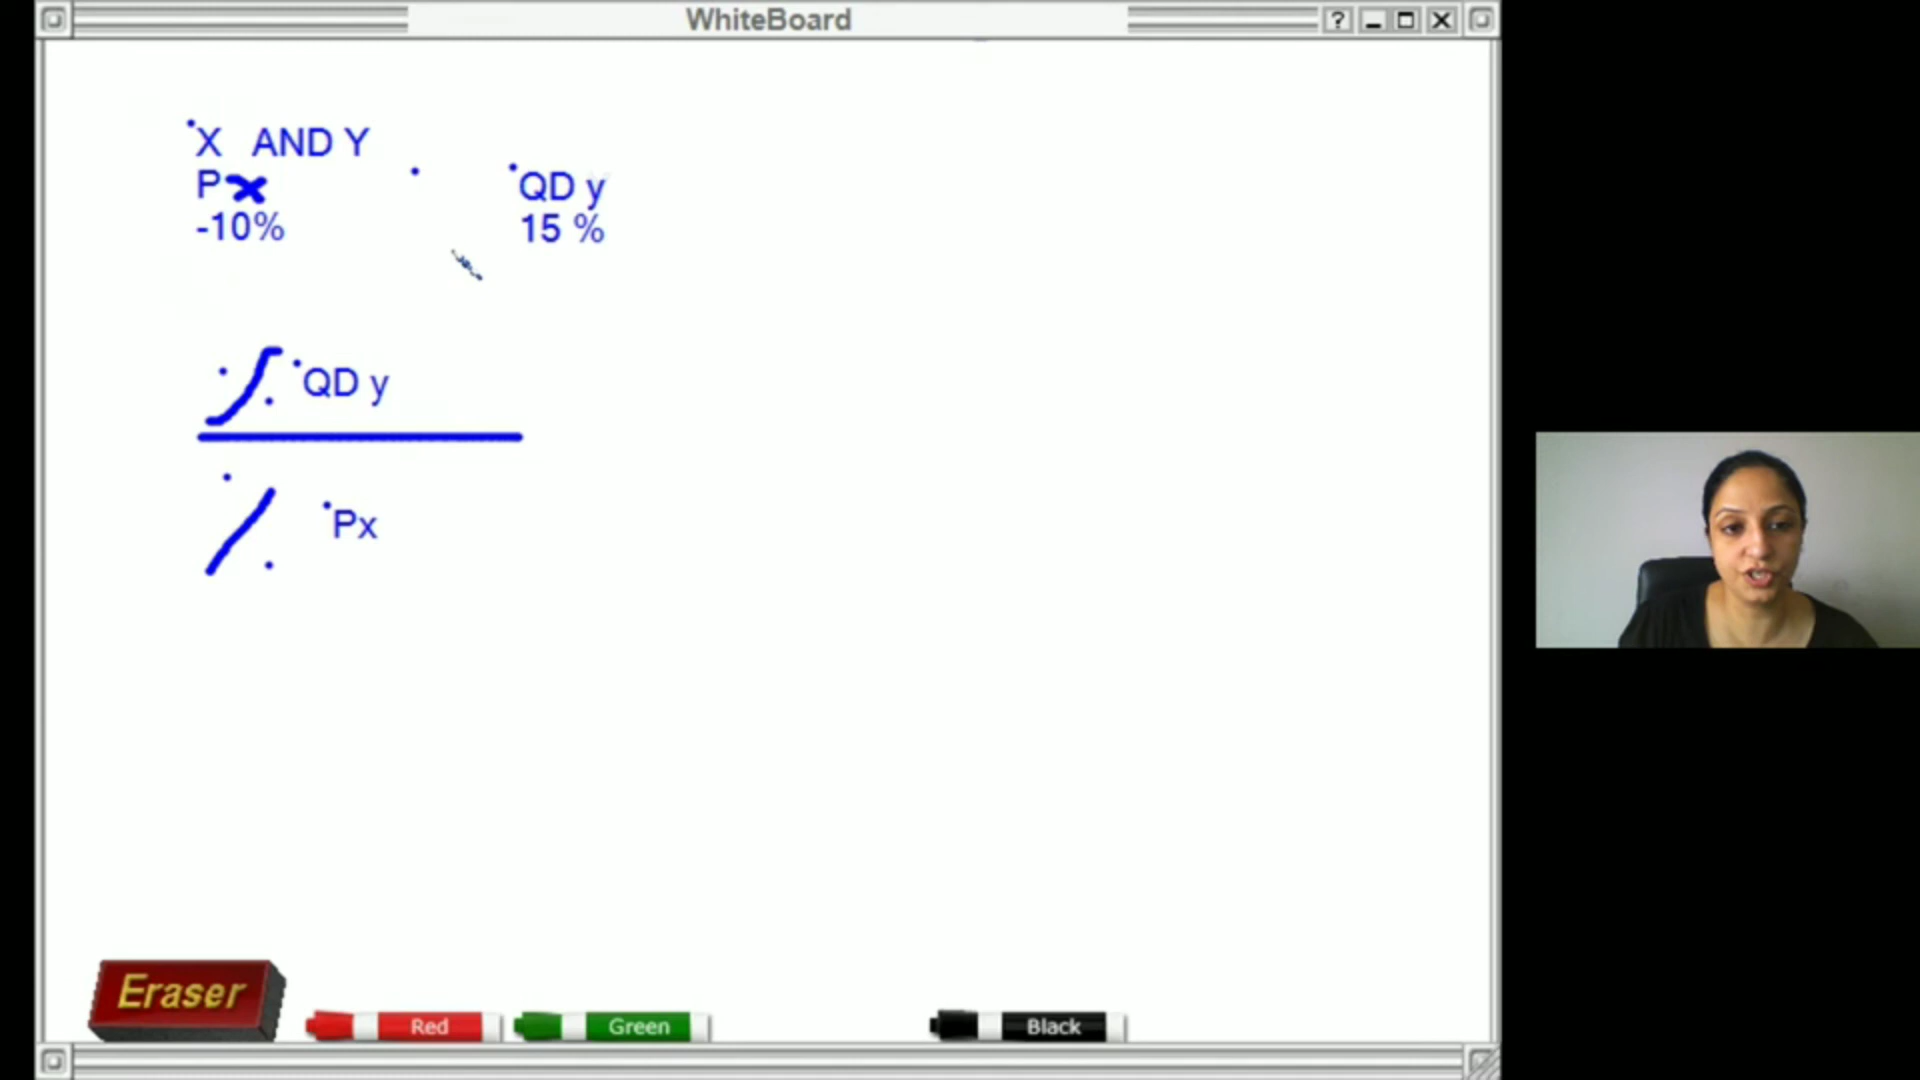 WhiteBoard
X AND Y
Px
QD y
-10%
15 %
% QD y
% Px
Eraser
Red
Green
Black